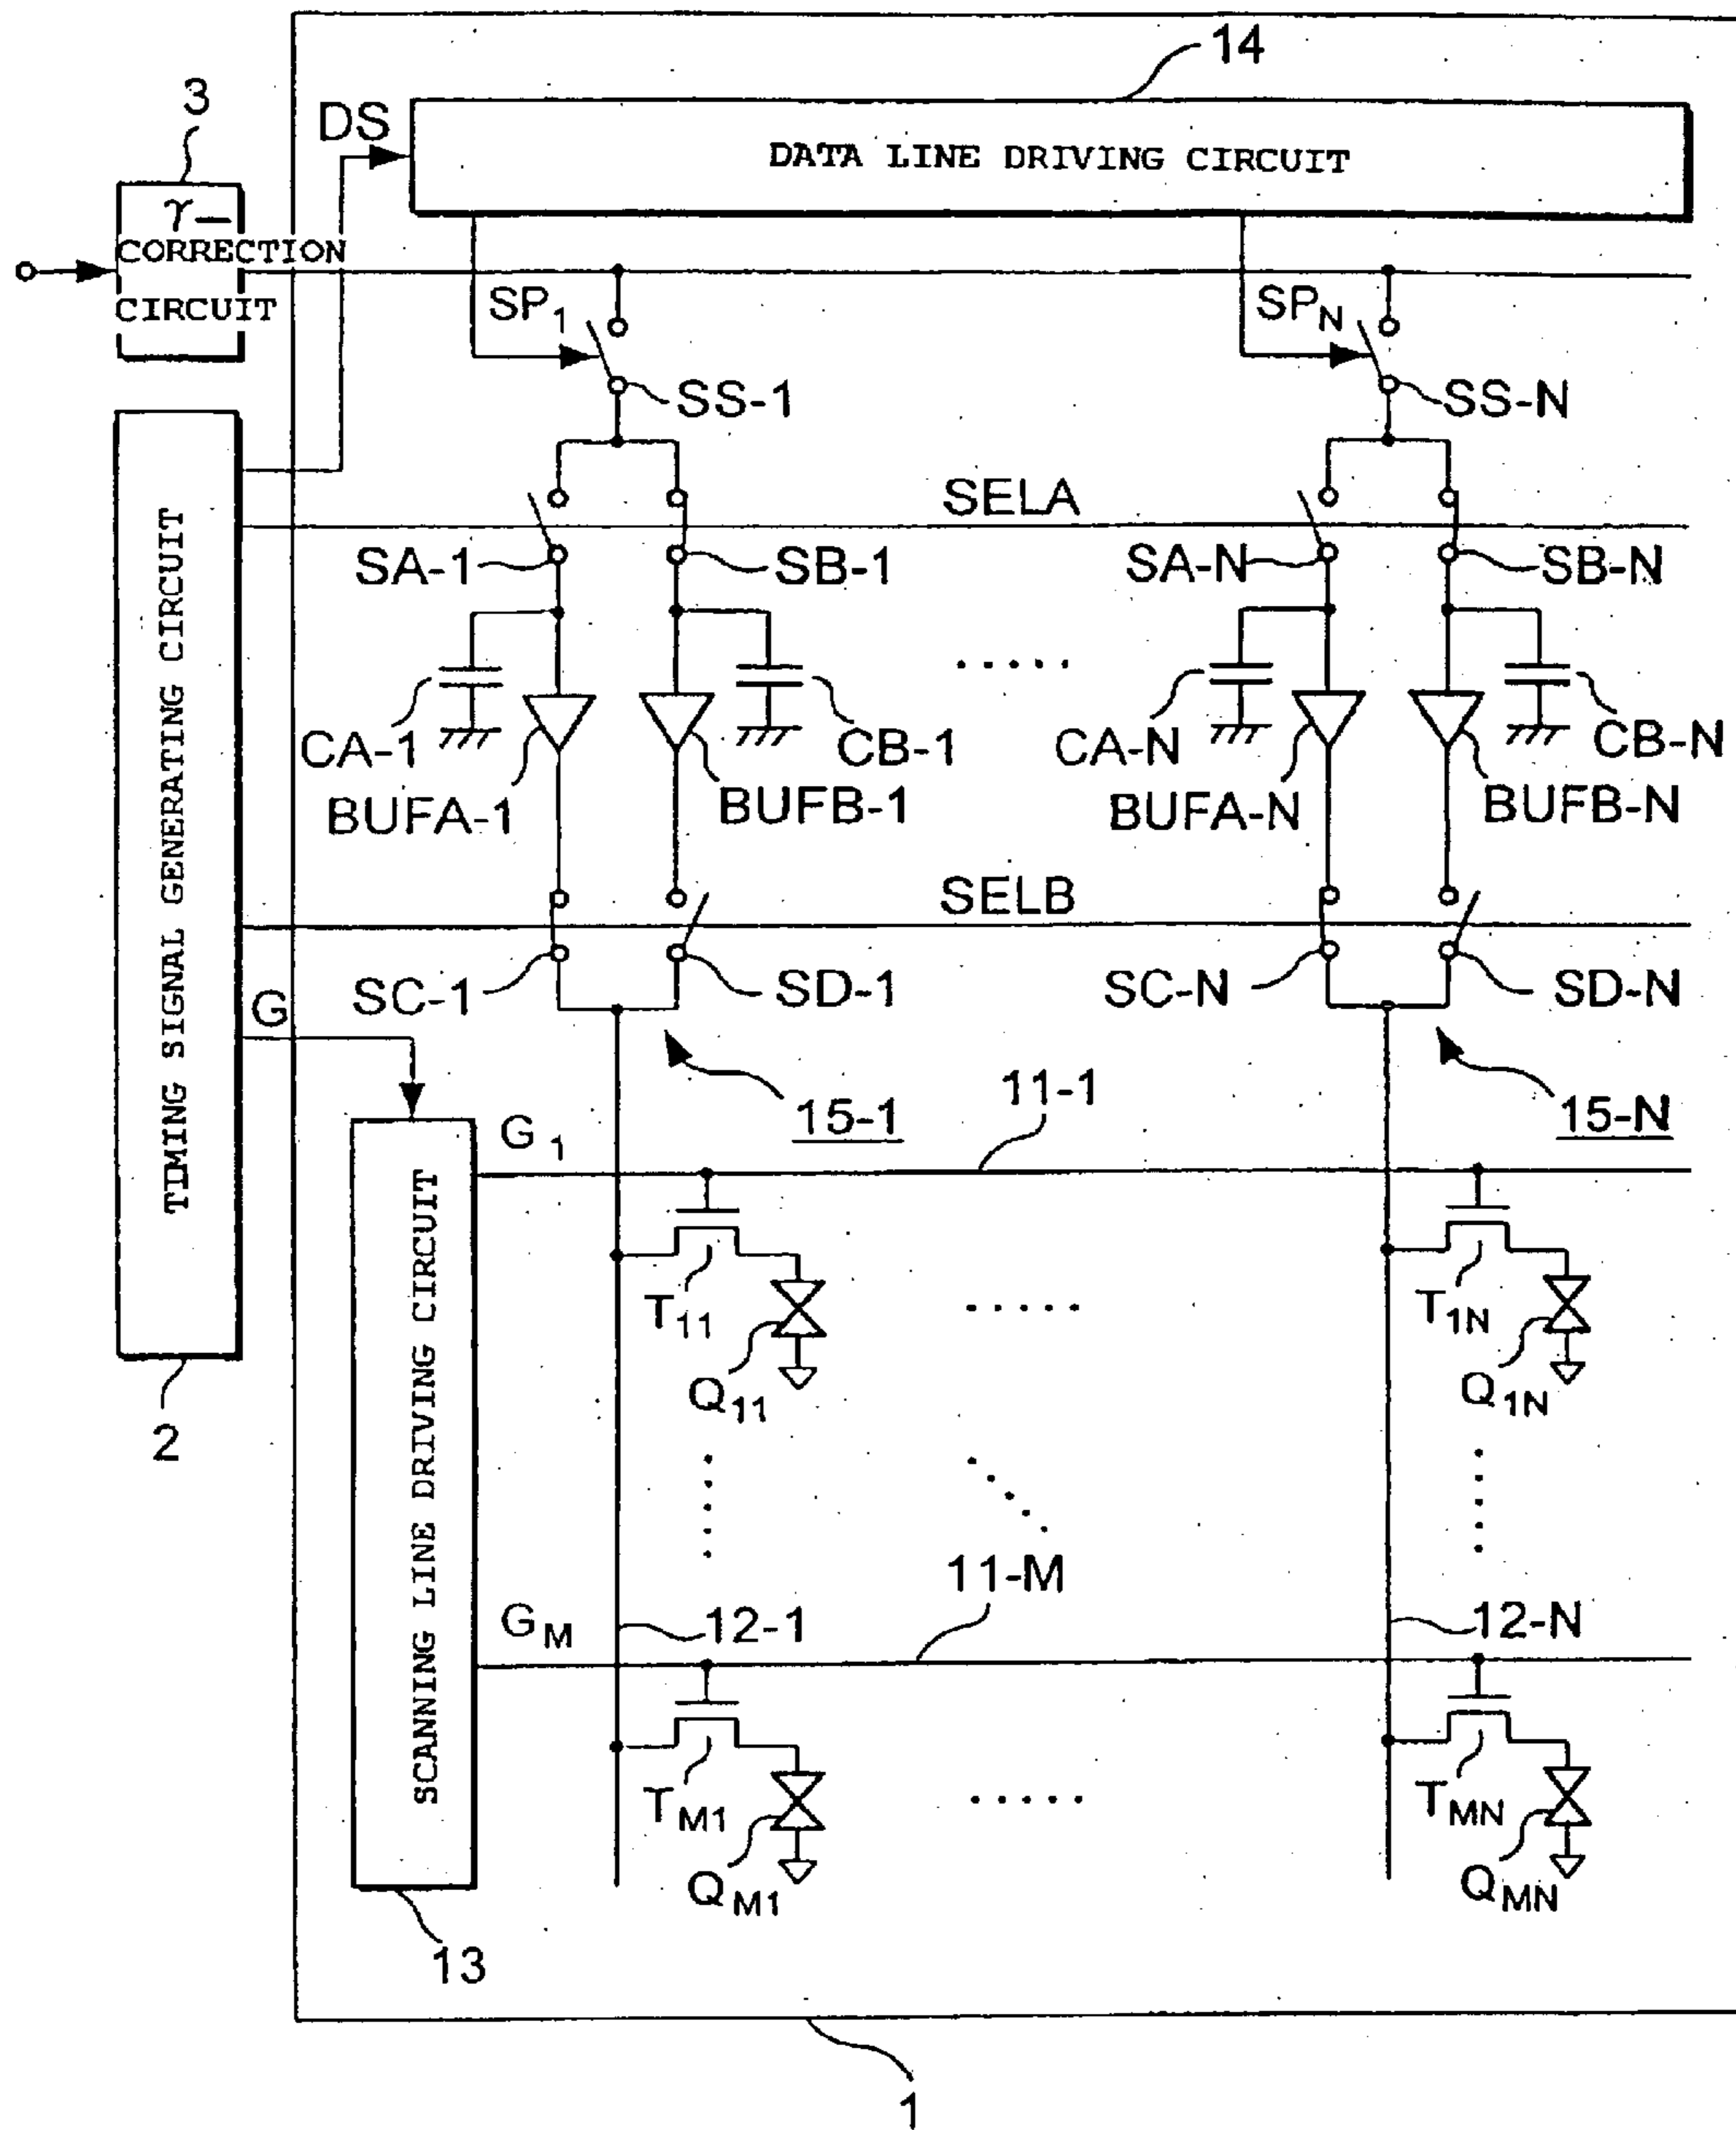 14
3
DS
DATA LINE DRIVING CIRCUIT
γ—
CORRECTION
CIRCUIT
SP1
SPN
SS-1
SS-N
SELA
SA-1
SB-1
SA-N
SB-N
CA-1
CB-1
CA-N
CB-N
BUFA-1
BUFB-1
BUFA-N
BUFB-N
TIMING SIGNAL GENERATING CIRCUIT
SELB
SC-1
SD-1
SC-N
SD-N
G
15-1
15-N
G1
11-1
T11
T1N
Q11
Q1N
2
SCANNING LINE DRIVING CIRCUIT
11-M
GM
12-1
12-N
TM1
TMN
QM1
QMN
13
1